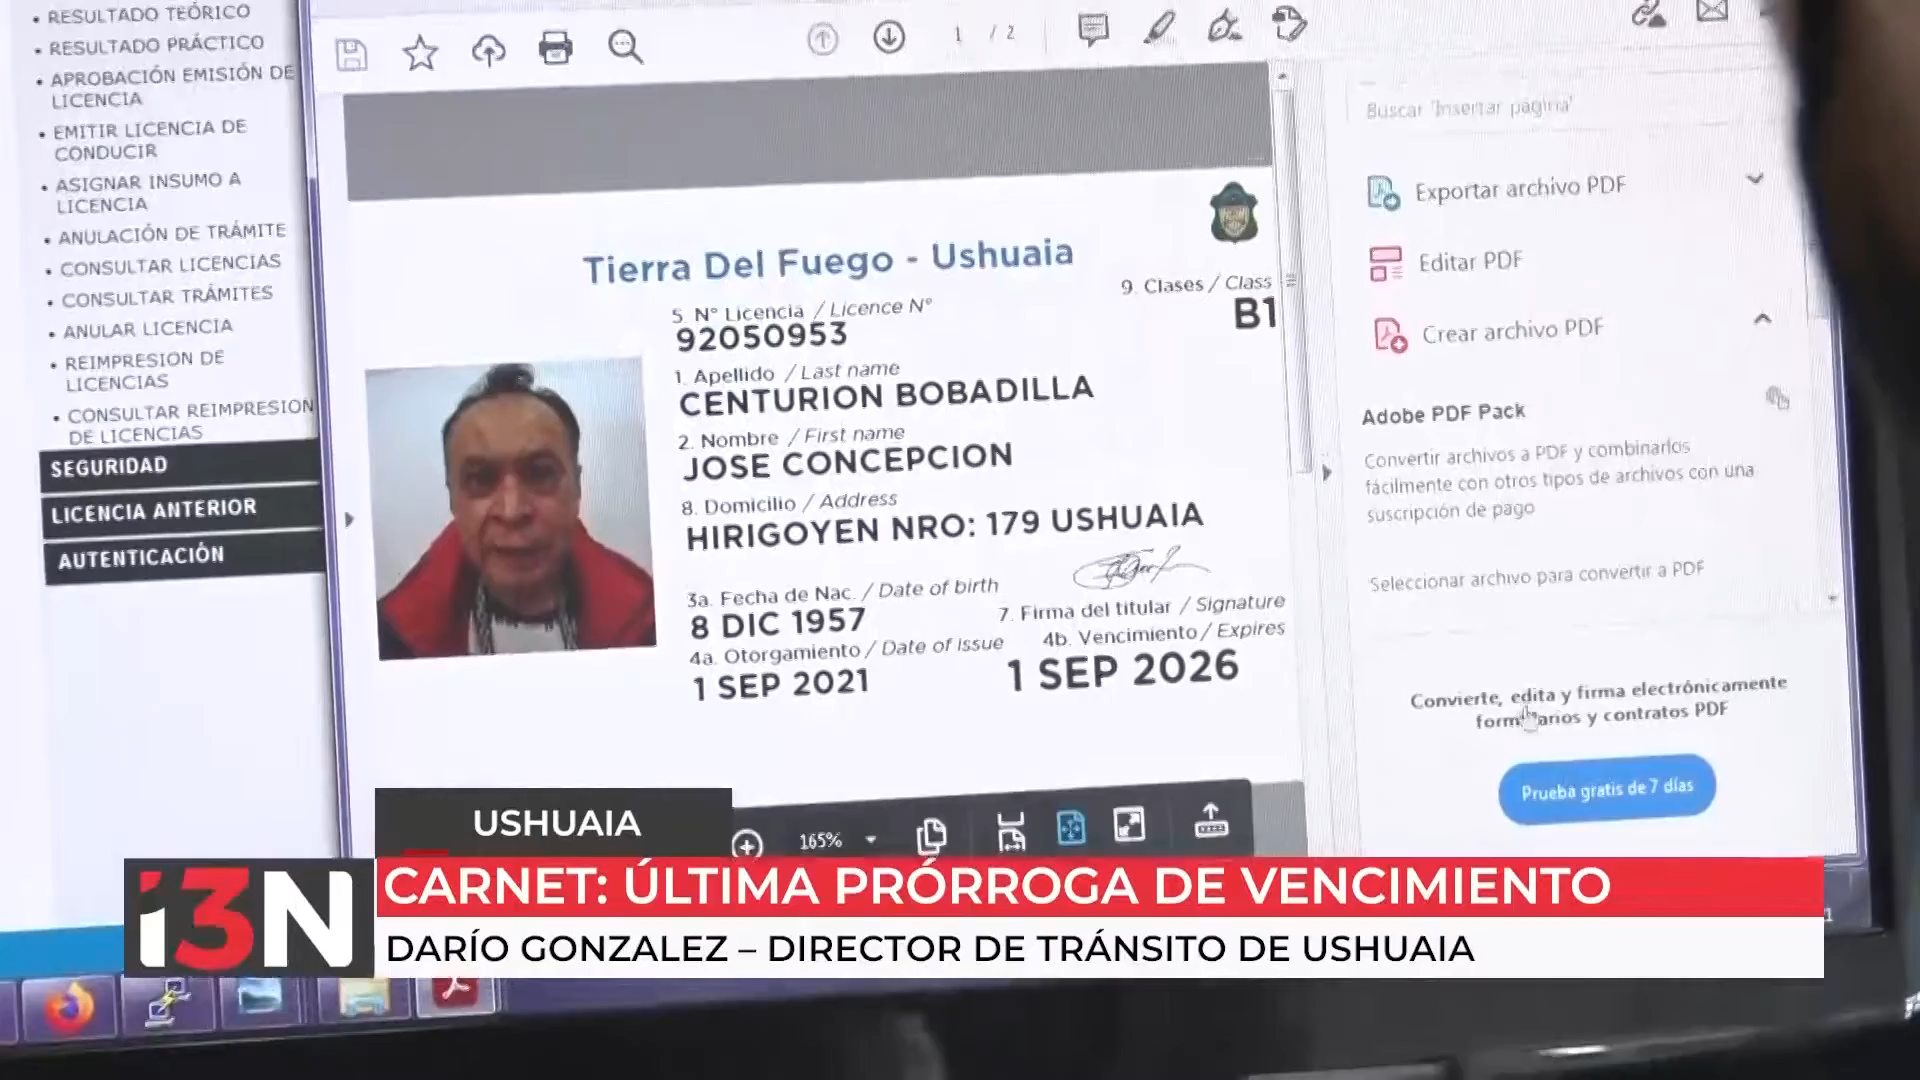 RESULTADO TEÓRICO
RESULTADO PRÁCTICO
APROBACIÓN EMISIÓN DE
LICENCIA
EMITIR LICENCIA DE
CONDUCIR
ASIGNAR INSUMO A
LICENCIA
ANULACIÓN DE TRÁMITE
CONSULTAR LICENCIAS
CONSULTAR TRÁMITES
ANULAR LICENCIA
REIMPRESION DE
LICENCIAS
CONSULTAR REIMPRESION
DE LICENCIAS
SEGURIDAD
LICENCIA ANTERIOR
AUTENTICACIÓN
1 / 2
Tierra Del Fuego - Ushuaia
5. N° Licencia / Licence N°
92050953
9. Clases / Class
B1
1. Apellido / Last name
CENTURION BOBADILLA
2. Nombre / First name
JOSE CONCEPCION
8. Domicilio / Address
HIRIGOYEN NRO: 179 USHUAIA
3a. Fecha de Nac. / Date of birth
8 DIC 1957
7. Firma del titular / Signature
4a. Otorgamiento / Date of issue
1 SEP 2021
4b. Vencimiento / Expires
1 SEP 2026
165%
Buscar 'Insertar página'
Exportar archivo PDF
Editar PDF
Crear archivo PDF
Adobe PDF Pack
Convertir archivos a PDF y combinarlos
fácilmente con otros tipos de archivos con una
suscripción de pago
Seleccionar archivo para convertir a PDF
Convierte, edita y firma electrónicamente
formularios y contratos PDF
Prueba gratis de 7 días
USHUAIA
i3N
CARNET: ÚLTIMA PRÓRROGA DE VENCIMIENTO
DARÍO GONZALEZ – DIRECTOR DE TRÁNSITO DE USHUAIA